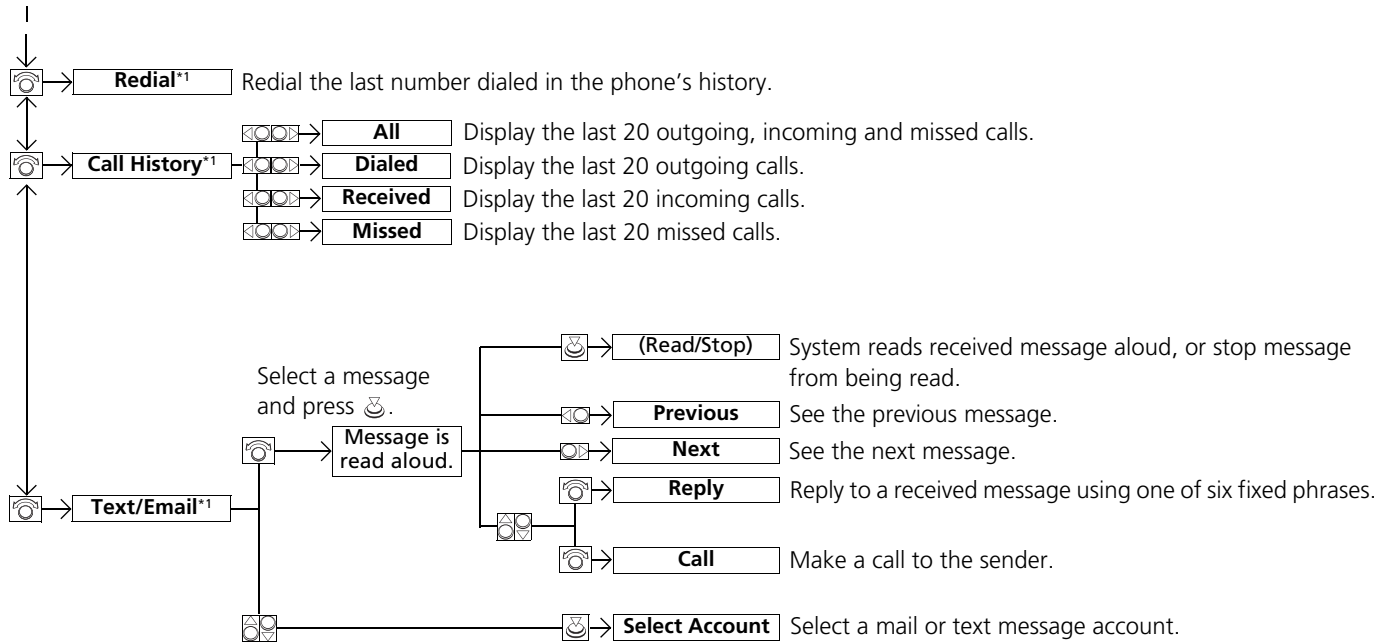 Redial*1 Redial the last number dialed in the phone’s history.
All Display the last 20 outgoing, incoming and missed calls.
Call History*1 Dialed Display the last 20 outgoing calls.
Received Display the last 20 incoming calls.
Missed Display the last 20 missed calls.
(Read/Stop) System reads received message aloud, or stop message
from being read.
Select a message
and press .
Previous See the previous message.
Message is
read aloud.
Next See the next message.
Reply Reply to a received message using one of six fixed phrases.
Text/Email*1
Call Make a call to the sender.
Select Account Select a mail or text message account.